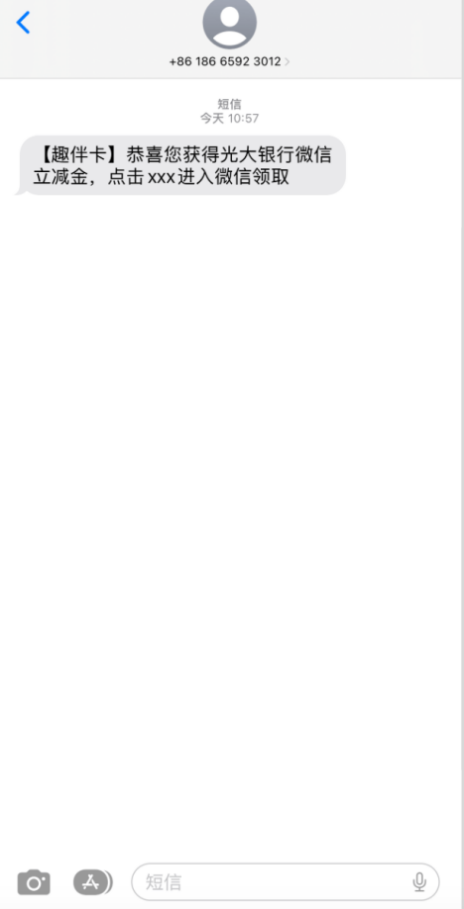 +86 186 6592 3012
短信
今天 10:57
【趣伴卡】恭喜您获得光大银行微信
立减金，点击 xxx 进入微信领取
短信